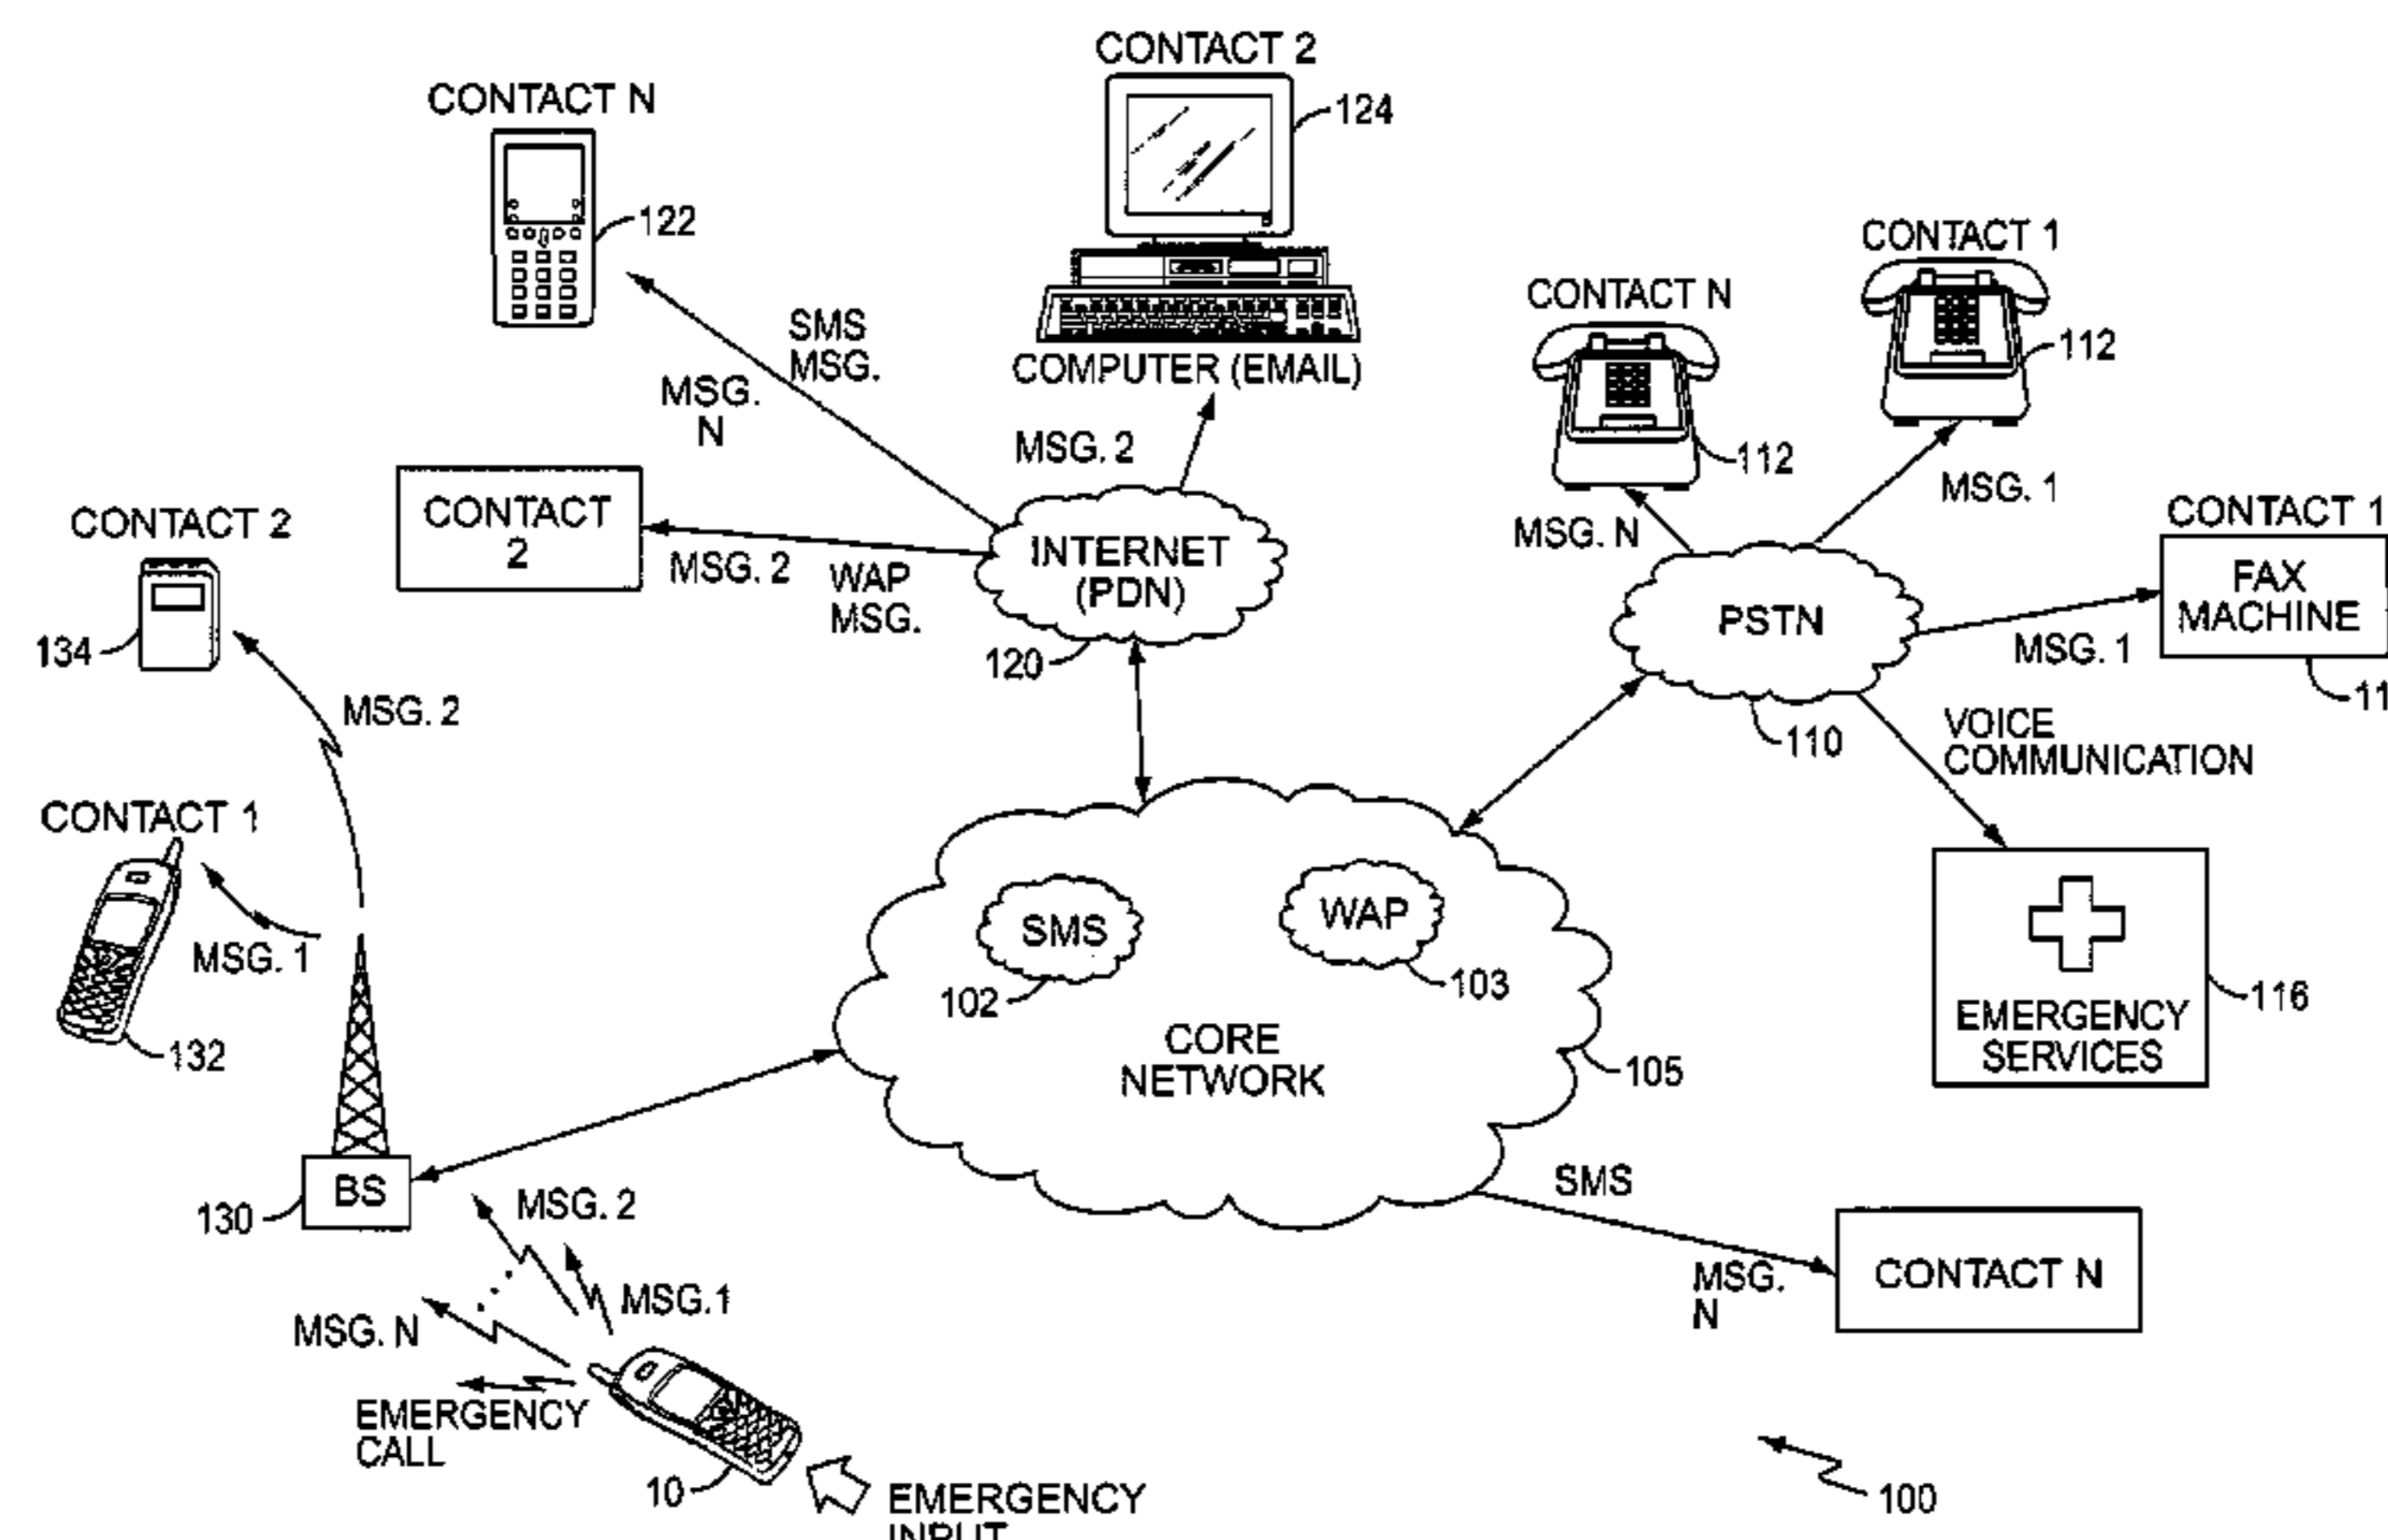 CONTACT 2
124
CONTACT N
122
COMPUTER (EMAIL)
SMS
MSG.
MSG.
N
MSG. 2
CONTACT 1
112
CONTACT N
112
MSG. N
MSG. 1
CONTACT 1
FAX
MACHINE
MSG. 1
PSTN
110
VOICE
COMMUNICATION
EMERGENCY
SERVICES
116
CONTACT
2
MSG. 2
WAP
MSG.
INTERNET
(PDN)
120
CONTACT 2
134
MSG. 2
CONTACT 1
MSG. 1
132
BS
130
SMS
102
WAP
103
CORE
NETWORK
105
SMS
MSG.
N
CONTACT N
MSG. 2
MSG. 1
MSG. N
EMERGENCY
CALL
10
EMERGENCY
INPUT
100